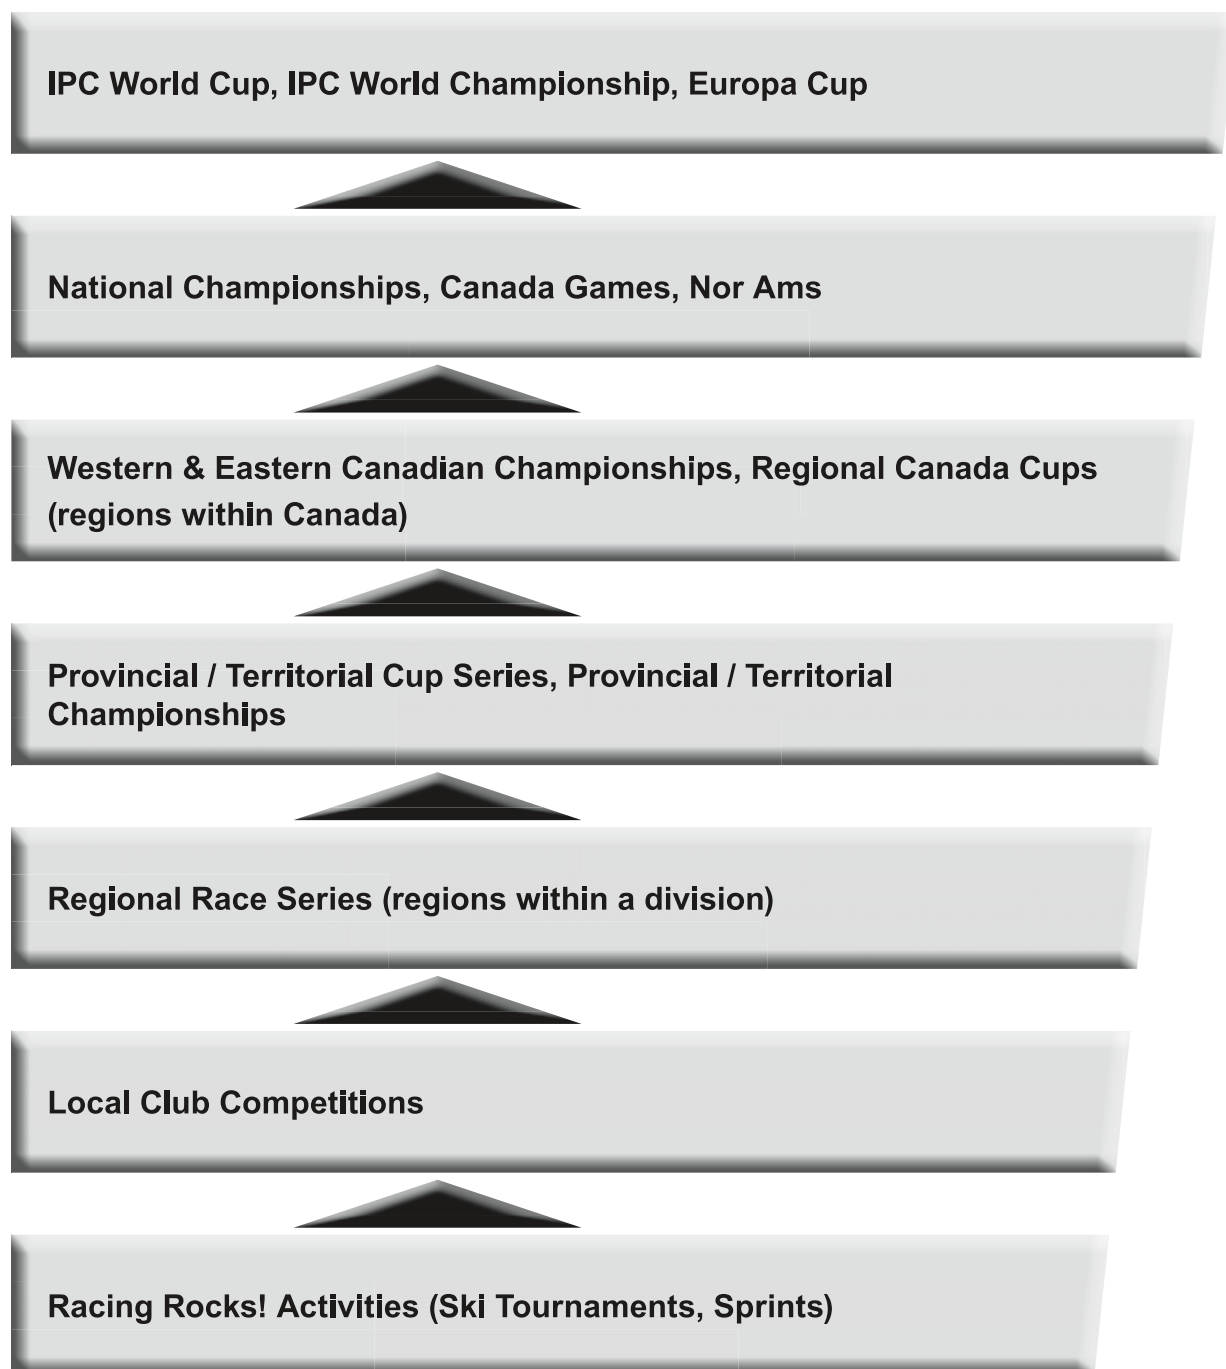 IPC World Cup, IPC World Championship, Europa Cup
National Championships, Canada Games, Nor Ams
Western & Eastern Canadian Championships, Regional Canada Cups
(regions within Canada)
Provincial / Territorial Cup Series, Provincial / Territorial
Championships
Regional Race Series (regions within a division)
Local Club Competitions
Racing Rocks! Activities (Ski Tournaments, Sprints)